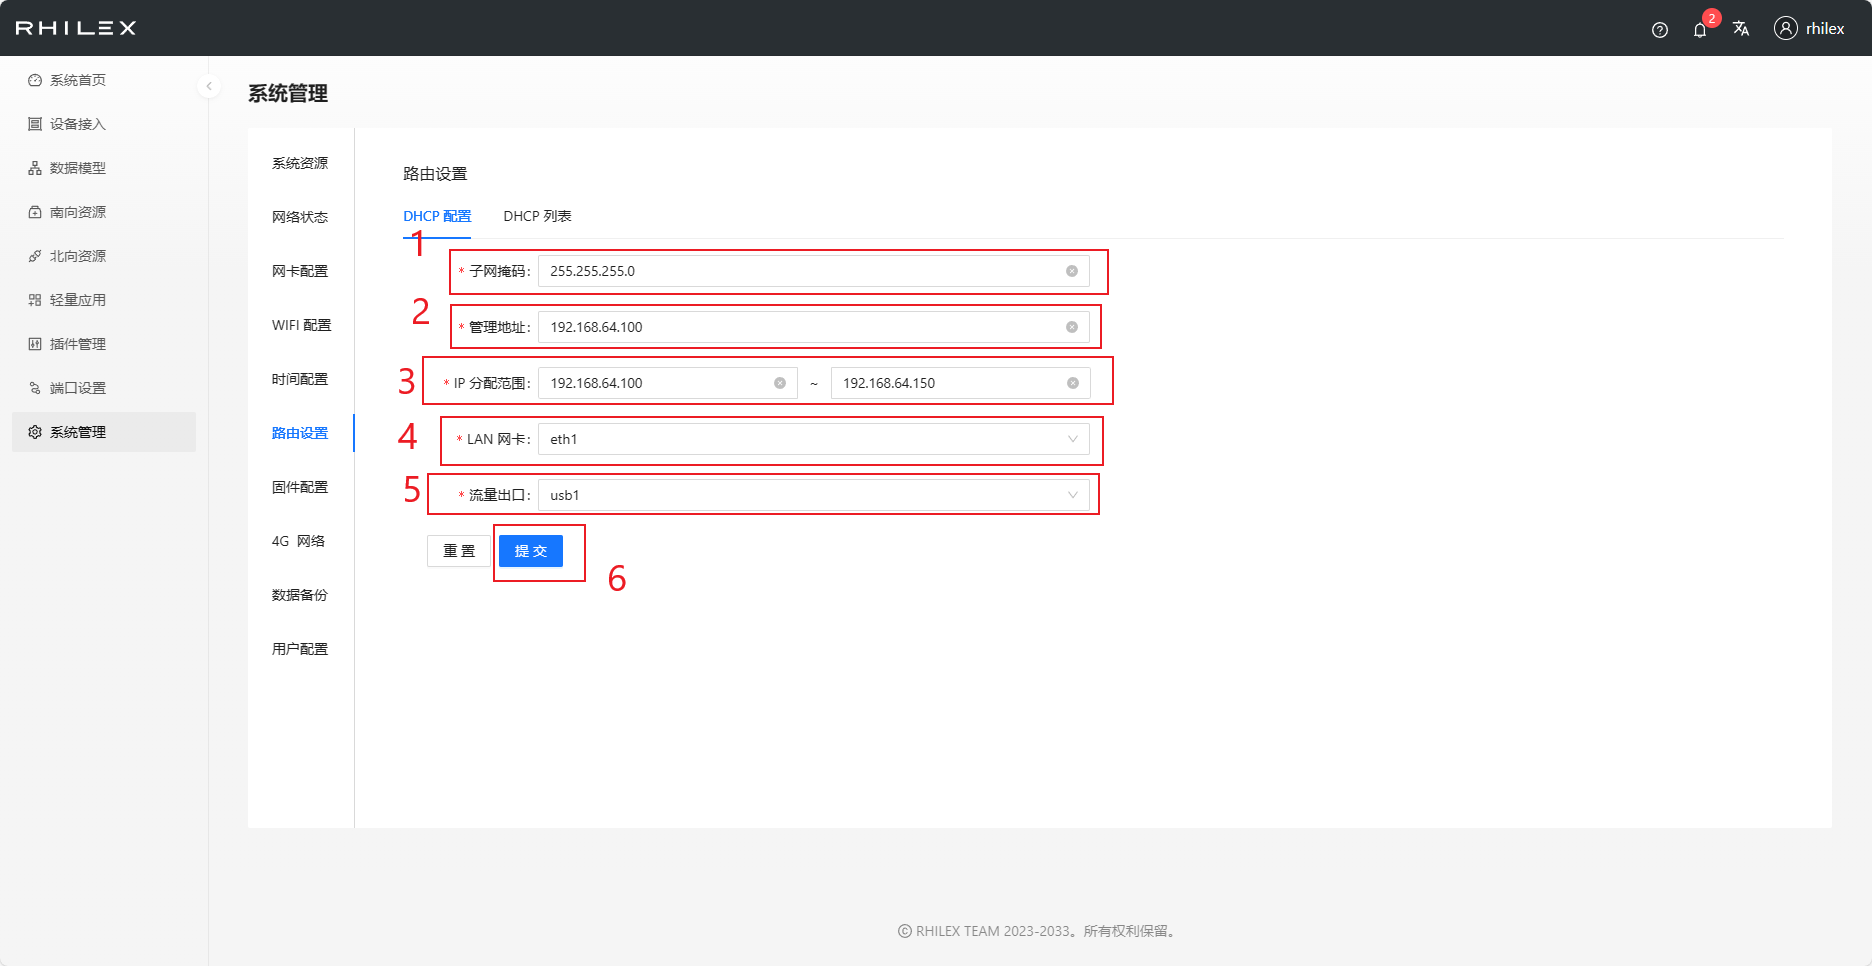 RHILEX
2
rhilex
系统首页
设备接入
数据模型
南向资源
北向资源
轻量应用
插件管理
端口设置
系统管理
系统管理
系统资源
网络状态
网卡配置
WIFI 配置
时间配置
路由设置
固件配置
4G 网络
数据备份
用户配置
路由设置
DHCP 配置 DHCP 列表
1
* 子网掩码: 255.255.255.0
2
* 管理地址: 192.168.64.100
3
* IP 分配范围: 192.168.64.100 ~ 192.168.64.150
4
* LAN 网卡: eth1
5
* 流量出口: usb1
重 置 提 交
6
© RHILEX TEAM 2023-2033。所有权利保留。